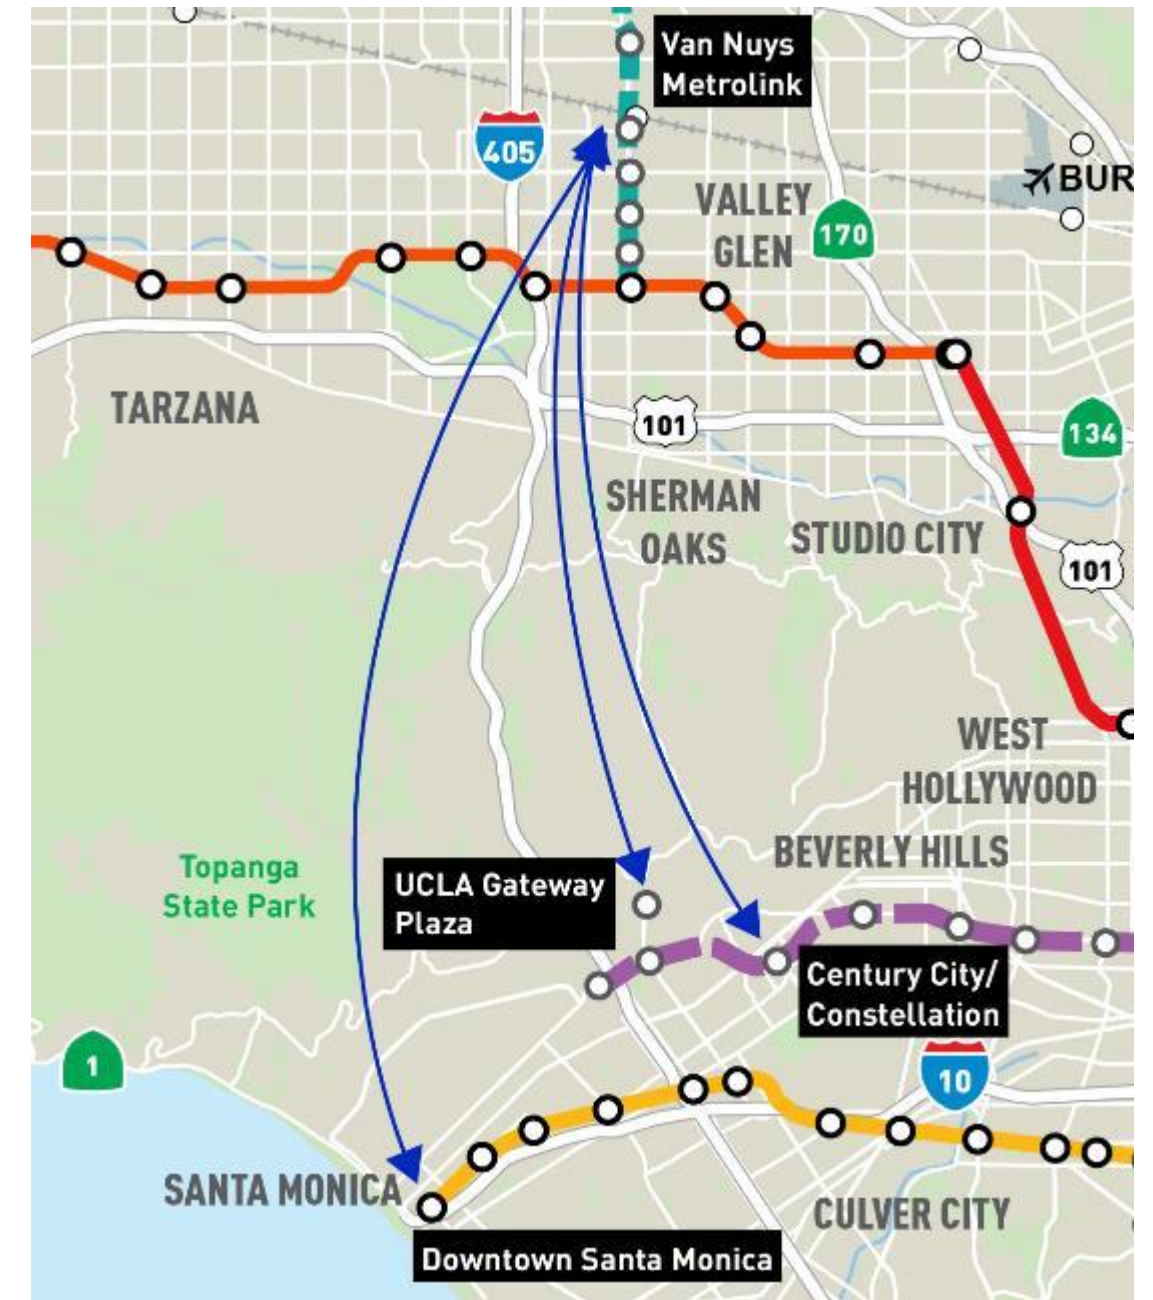 Van Nuys
Metrolink
405
BUR
VALLEY
GLEN
170
TARZANA
101
134
SHERMAN
OAKS
STUDIO CITY
101
WEST
HOLLYWOOD
BEVERLY HILLS
Topanga
State Park
UCLA Gateway
Plaza
Century City/
Constellation
1
10
SANTA MONICA
CULVER CITY
Downtown Santa Monica